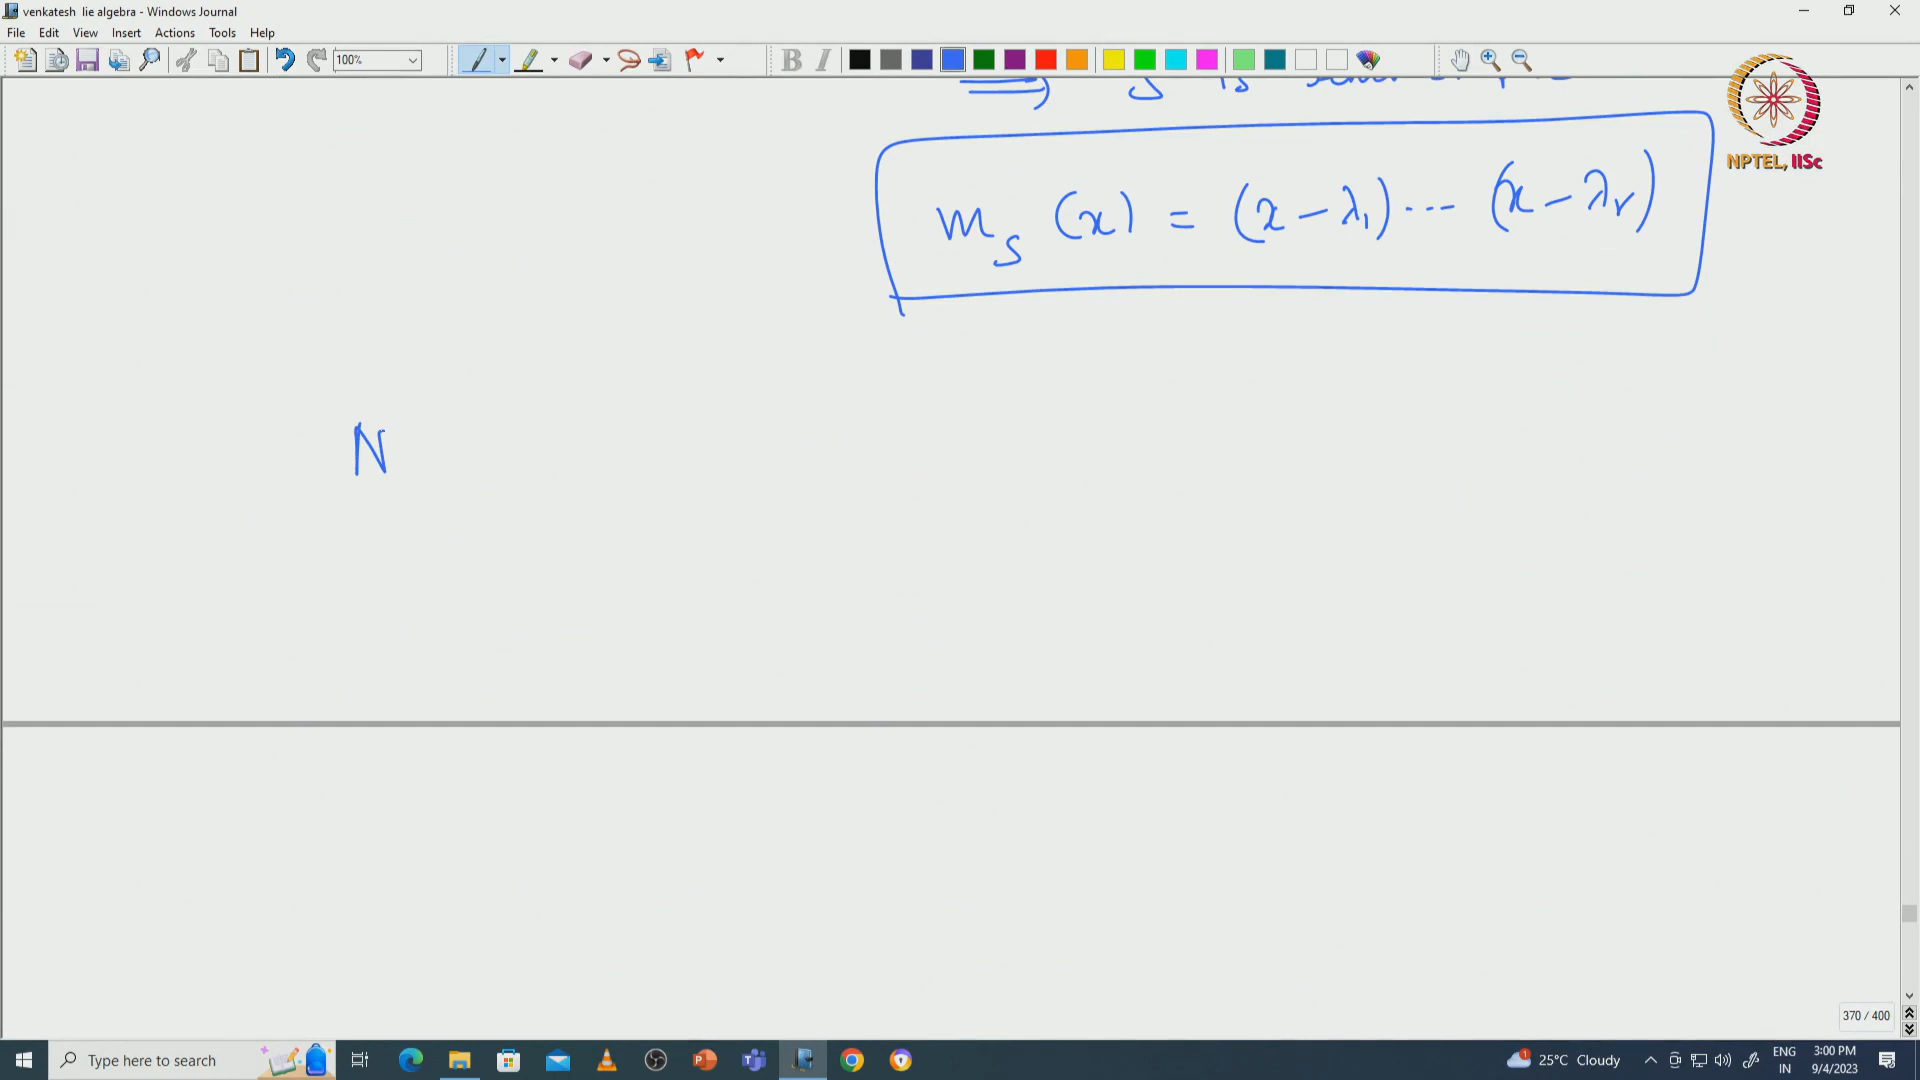 venkatesh lie algebra - Windows Journal
File Edit View Insert Actions Tools Help
100%
B I
NPTEL, IISc
is
m_s (x) = (x - λ_1) --- (x - λ_r)
N
370 / 400
Type here to search
25°C Cloudy
ENG
IN
3:00 PM
9/4/2023